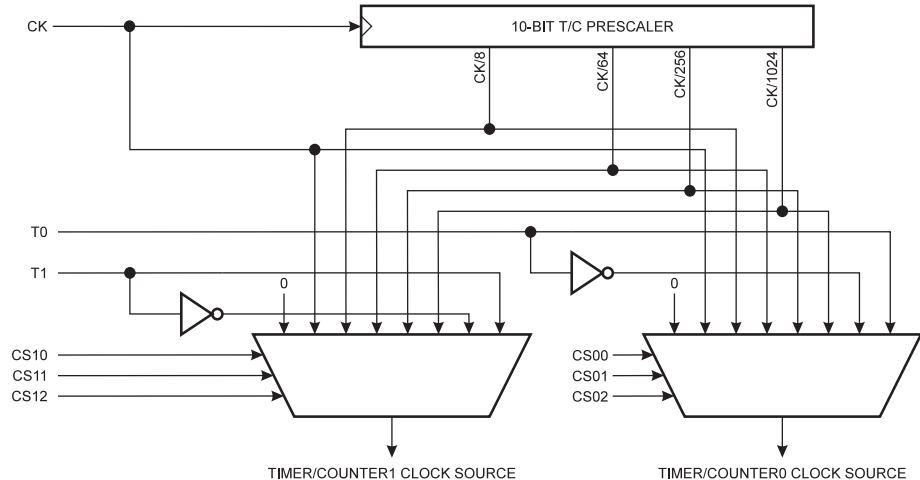 CK
10-BIT T/C PRESCALER
CK/8
CK/64
CK/256
CK/1024
T0
T1
0
0
CS10
CS11
CS12
CS00
CS01
CS02
TIMER/COUNTER1 CLOCK SOURCE
TIMER/COUNTER0 CLOCK SOURCE